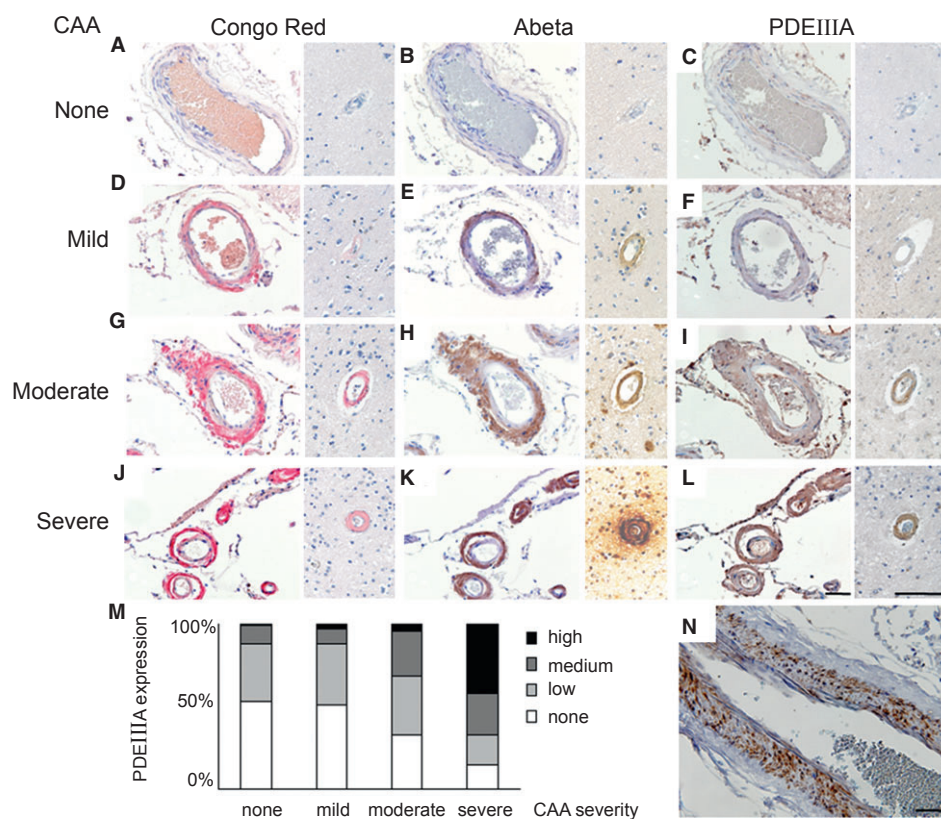 CAA Congo Red Abeta PDEIIIA
A B C
None
D E F
Mild
G H I
Moderate
J K L
Severe
M N
100%
50%
0%
PDEIIIA expression
high
medium
low
none
none mild moderate severe CAA severity